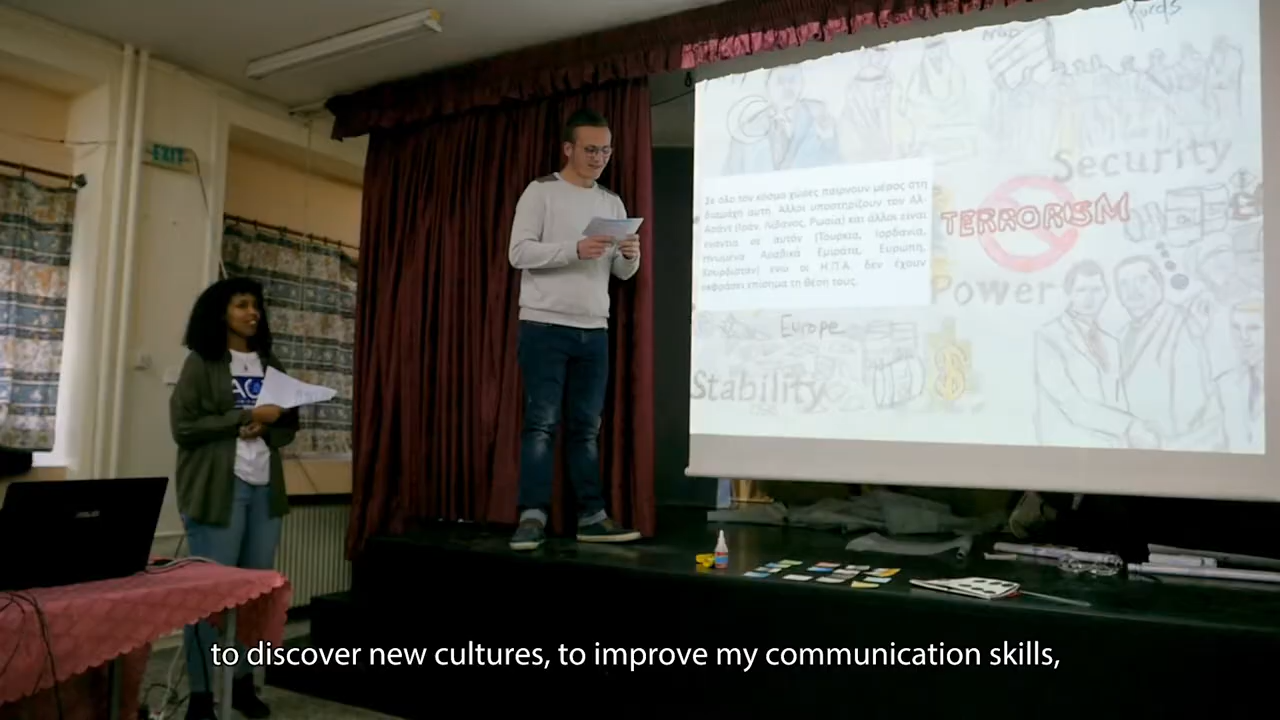 Kurds
EXIT
Security
Σε όλο τον κόσμο χώρες παίρνουν μέρος στη
διαμάχη αυτή. Άλλοι υποστηρίζουν τον Αλ-
Ασάντ (Ιράν, Λίβανος, Ρωσία) και άλλοι είναι
ενάντια σε αυτόν (Τουρκία, Ιορδανία,
Ηνωμένα Αραβικά Εμιράτα, Ευρώπη,
Κουρδιστάν) ενώ οι Η.Π.Α. δεν έχουν
εκφράσει επίσημα τη θέση τους.
TERRORISM
Power
Europe
Stability
$
ASUS
to discover new cultures, to improve my communication skills,